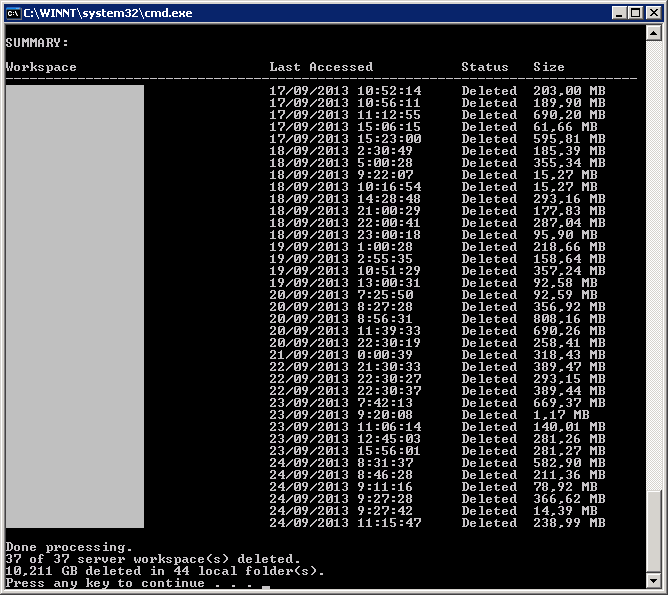 C:\WINNT\system32\cmd.exe
SUMMARY:
Workspace Last Accessed Status Size
17/09/2013 10:52:14 Deleted 203,00 MB
17/09/2013 10:56:11 Deleted 189,90 MB
17/09/2013 11:12:55 Deleted 690,20 MB
17/09/2013 15:06:15 Deleted 61,66 MB
17/09/2013 15:23:00 Deleted 595,81 MB
18/09/2013 2:30:49 Deleted 185,39 MB
18/09/2013 5:00:28 Deleted 355,34 MB
18/09/2013 9:22:07 Deleted 15,27 MB
18/09/2013 10:16:54 Deleted 15,27 MB
18/09/2013 14:28:48 Deleted 293,16 MB
18/09/2013 21:00:29 Deleted 177,83 MB
18/09/2013 22:00:41 Deleted 287,04 MB
18/09/2013 23:00:18 Deleted 95,90 MB
19/09/2013 1:00:28 Deleted 218,66 MB
19/09/2013 2:55:35 Deleted 158,64 MB
19/09/2013 10:51:29 Deleted 357,24 MB
19/09/2013 13:00:31 Deleted 92,58 MB
20/09/2013 7:25:50 Deleted 92,59 MB
20/09/2013 8:27:28 Deleted 356,92 MB
20/09/2013 8:56:31 Deleted 808,16 MB
20/09/2013 11:39:33 Deleted 690,26 MB
20/09/2013 22:30:19 Deleted 258,41 MB
21/09/2013 0:00:39 Deleted 318,43 MB
22/09/2013 21:30:33 Deleted 389,47 MB
22/09/2013 22:30:27 Deleted 293,15 MB
22/09/2013 22:30:37 Deleted 389,44 MB
23/09/2013 7:42:13 Deleted 669,37 MB
23/09/2013 9:20:08 Deleted 1,17 MB
23/09/2013 11:06:14 Deleted 140,01 MB
23/09/2013 12:45:03 Deleted 281,26 MB
23/09/2013 15:56:01 Deleted 281,27 MB
24/09/2013 8:31:37 Deleted 582,90 MB
24/09/2013 8:46:28 Deleted 211,36 MB
24/09/2013 9:11:16 Deleted 78,92 MB
24/09/2013 9:27:28 Deleted 366,62 MB
24/09/2013 9:27:42 Deleted 14,39 MB
24/09/2013 11:15:47 Deleted 238,99 MB
Done processing.
37 of 37 server workspace(s) deleted.
10,211 GB deleted in 44 local folder(s).
Press any key to continue . . . _